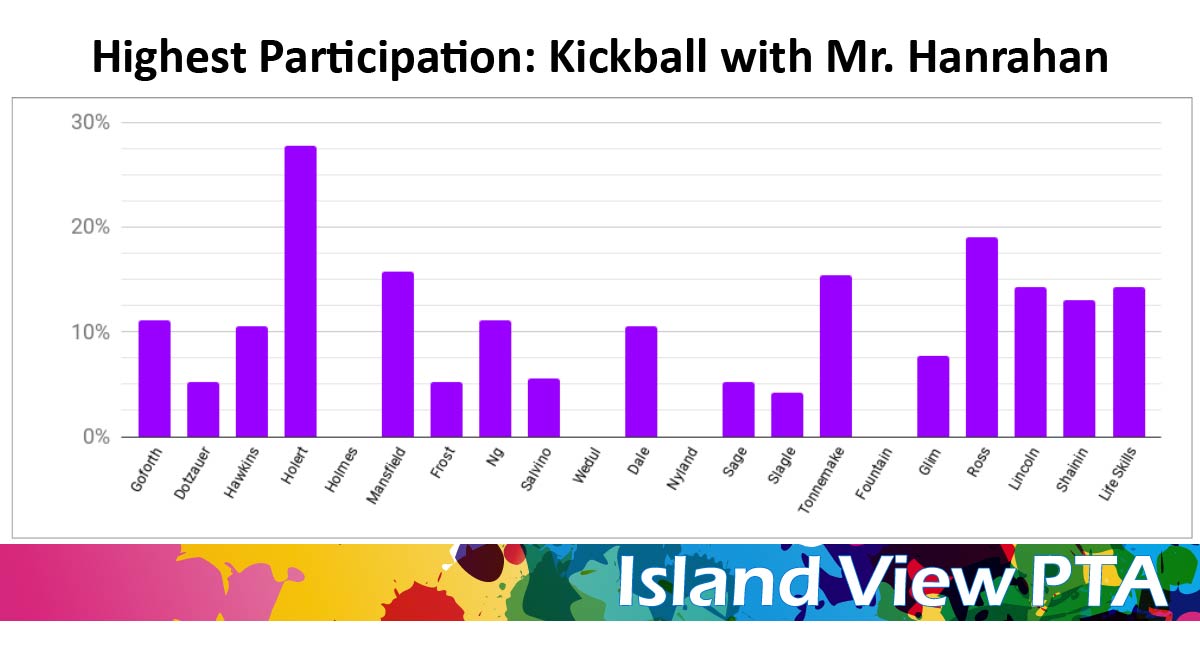 Highest Participation: Kickball with Mr. Hanrahan
30%
20%
10%
0%
Goforth
Dotzauer
Hawkins
Holert
Holmes
Mansfield
Frost
Ng
Salvino
Wedul
Dale
Nyland
Sage
Slagle
Tonnemake
Fountain
Glim
Ross
Lincoln
Shainin
Life Skills
Island View PTA